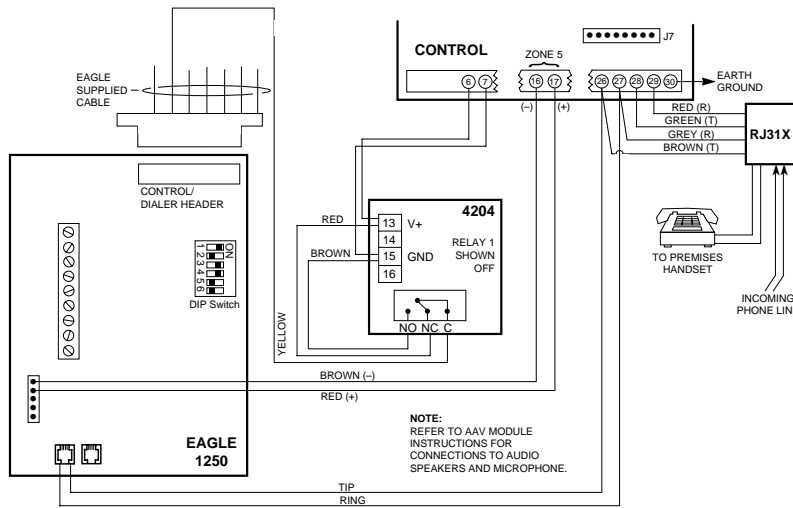 CONTROL
ZONE 5
J7
6 7
16 17
26 27 28 29 30
(–) (+)
EARTH
GROUND
RED (R)
GREEN (T)
GREY (R)
BROWN (T)
RJ31X
EAGLE
SUPPLIED
CABLE
CONTROL/
DIALER HEADER
ON
1 2 3 4 5 6
DIP Switch
RED
BROWN
YELLOW
4204
13 V+
14
15 GND
16
RELAY 1
SHOWN
OFF
NO NC C
TO PREMISES
HANDSET
INCOMING
PHONE LIN
BROWN (–)
RED (+)
NOTE:
REFER TO AAV MODULE
INSTRUCTIONS FOR
CONNECTIONS TO AUDIO
SPEAKERS AND MICROPHONE.
EAGLE
1250
TIP
RING